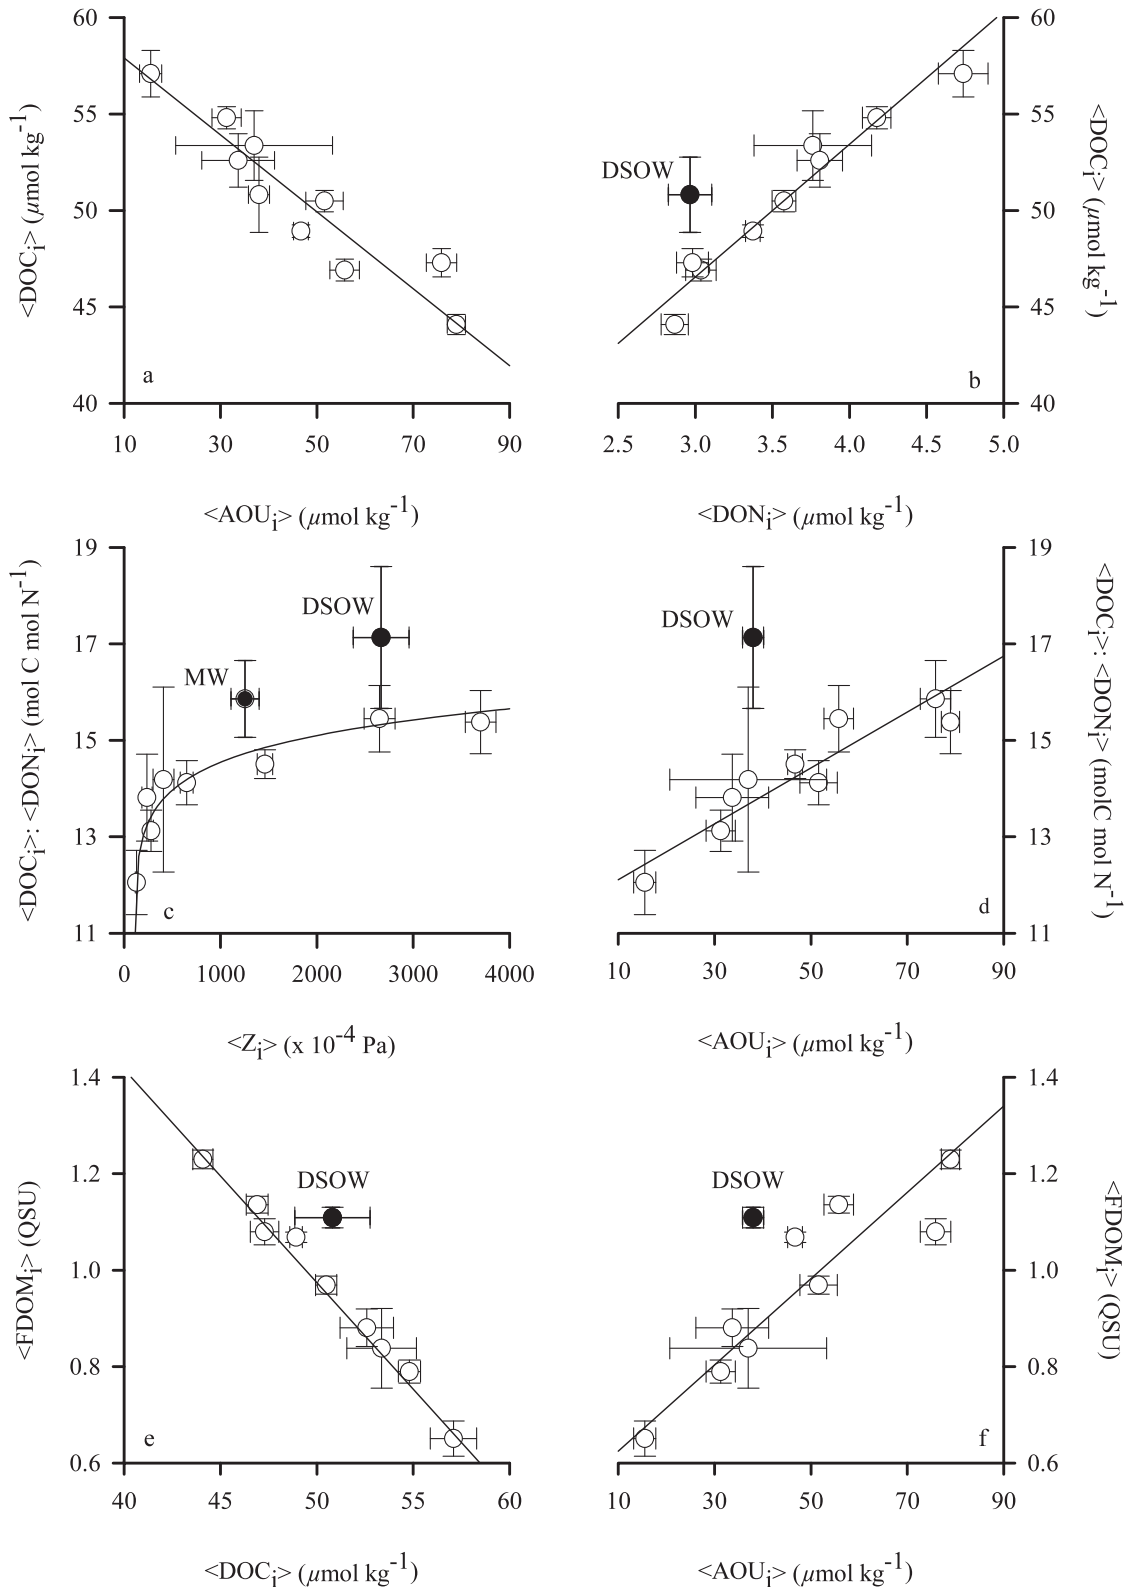 60
55
50
45
40
<DOCi> (µmol kg-1)
a
10 30 50 70 90
<AOUi> (µmol kg-1)
60
55
50
45
40
<DOCi> (µmol kg-1)
DSOW
b
2.5 3.0 3.5 4.0 4.5 5.0
<DONi> (µmol kg-1)
19
17
15
13
11
<DOCi>: <DONi> (mol C mol N-1)
DSOW
MW
c
0 1000 2000 3000 4000
<Zi> (x 10-4 Pa)
19
17
15
13
11
<DOCi>: <DONi> (molC mol N-1)
DSOW
d
10 30 50 70 90
<AOUi> (µmol kg-1)
1.4
1.2
1.0
0.8
0.6
<FDOMi> (QSU)
DSOW
e
40 45 50 55 60
<DOCi> (µmol kg-1)
1.4
1.2
1.0
0.8
0.6
<FDOMi> (QSU)
DSOW
f
10 30 50 70 90
<AOUi> (µmol kg-1)